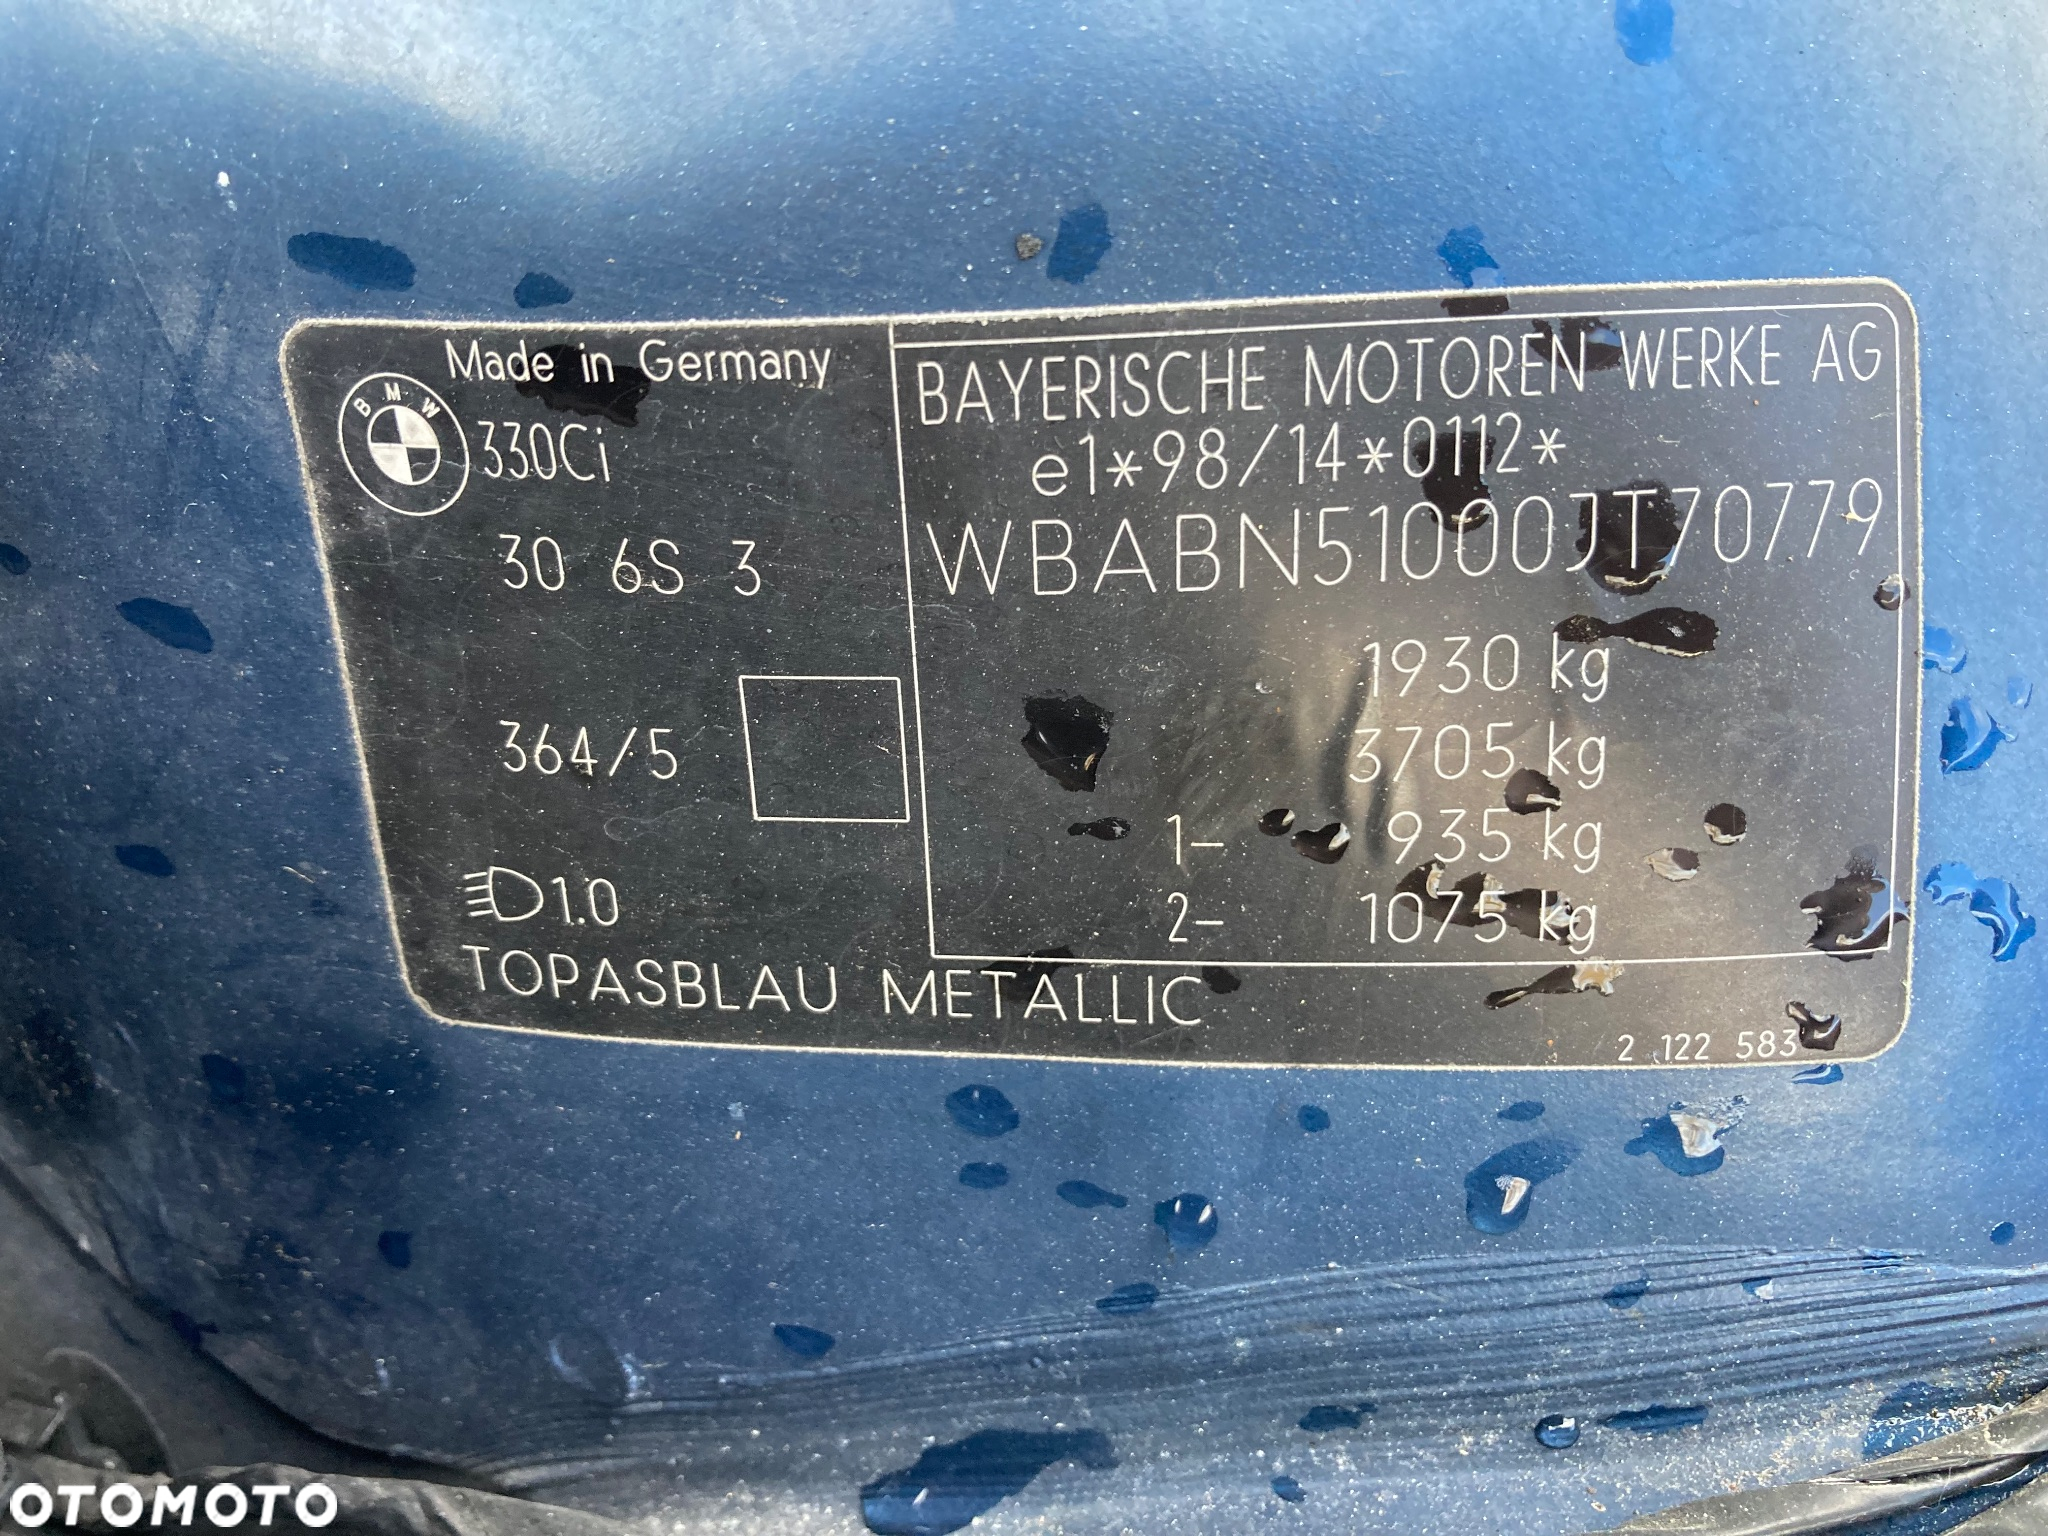 Made in Germany
BMW
330Ci
30 6S 3
364/5
1.0
TOPASBLAU METALLIC
BAYERISCHE MOTOREN WERKE AG
e1*98/14*0112*
WBABN51000JT70779
1930 kg
3705 kg
1- 935 kg
2- 1075 kg
2 122 583
OTOMOTO